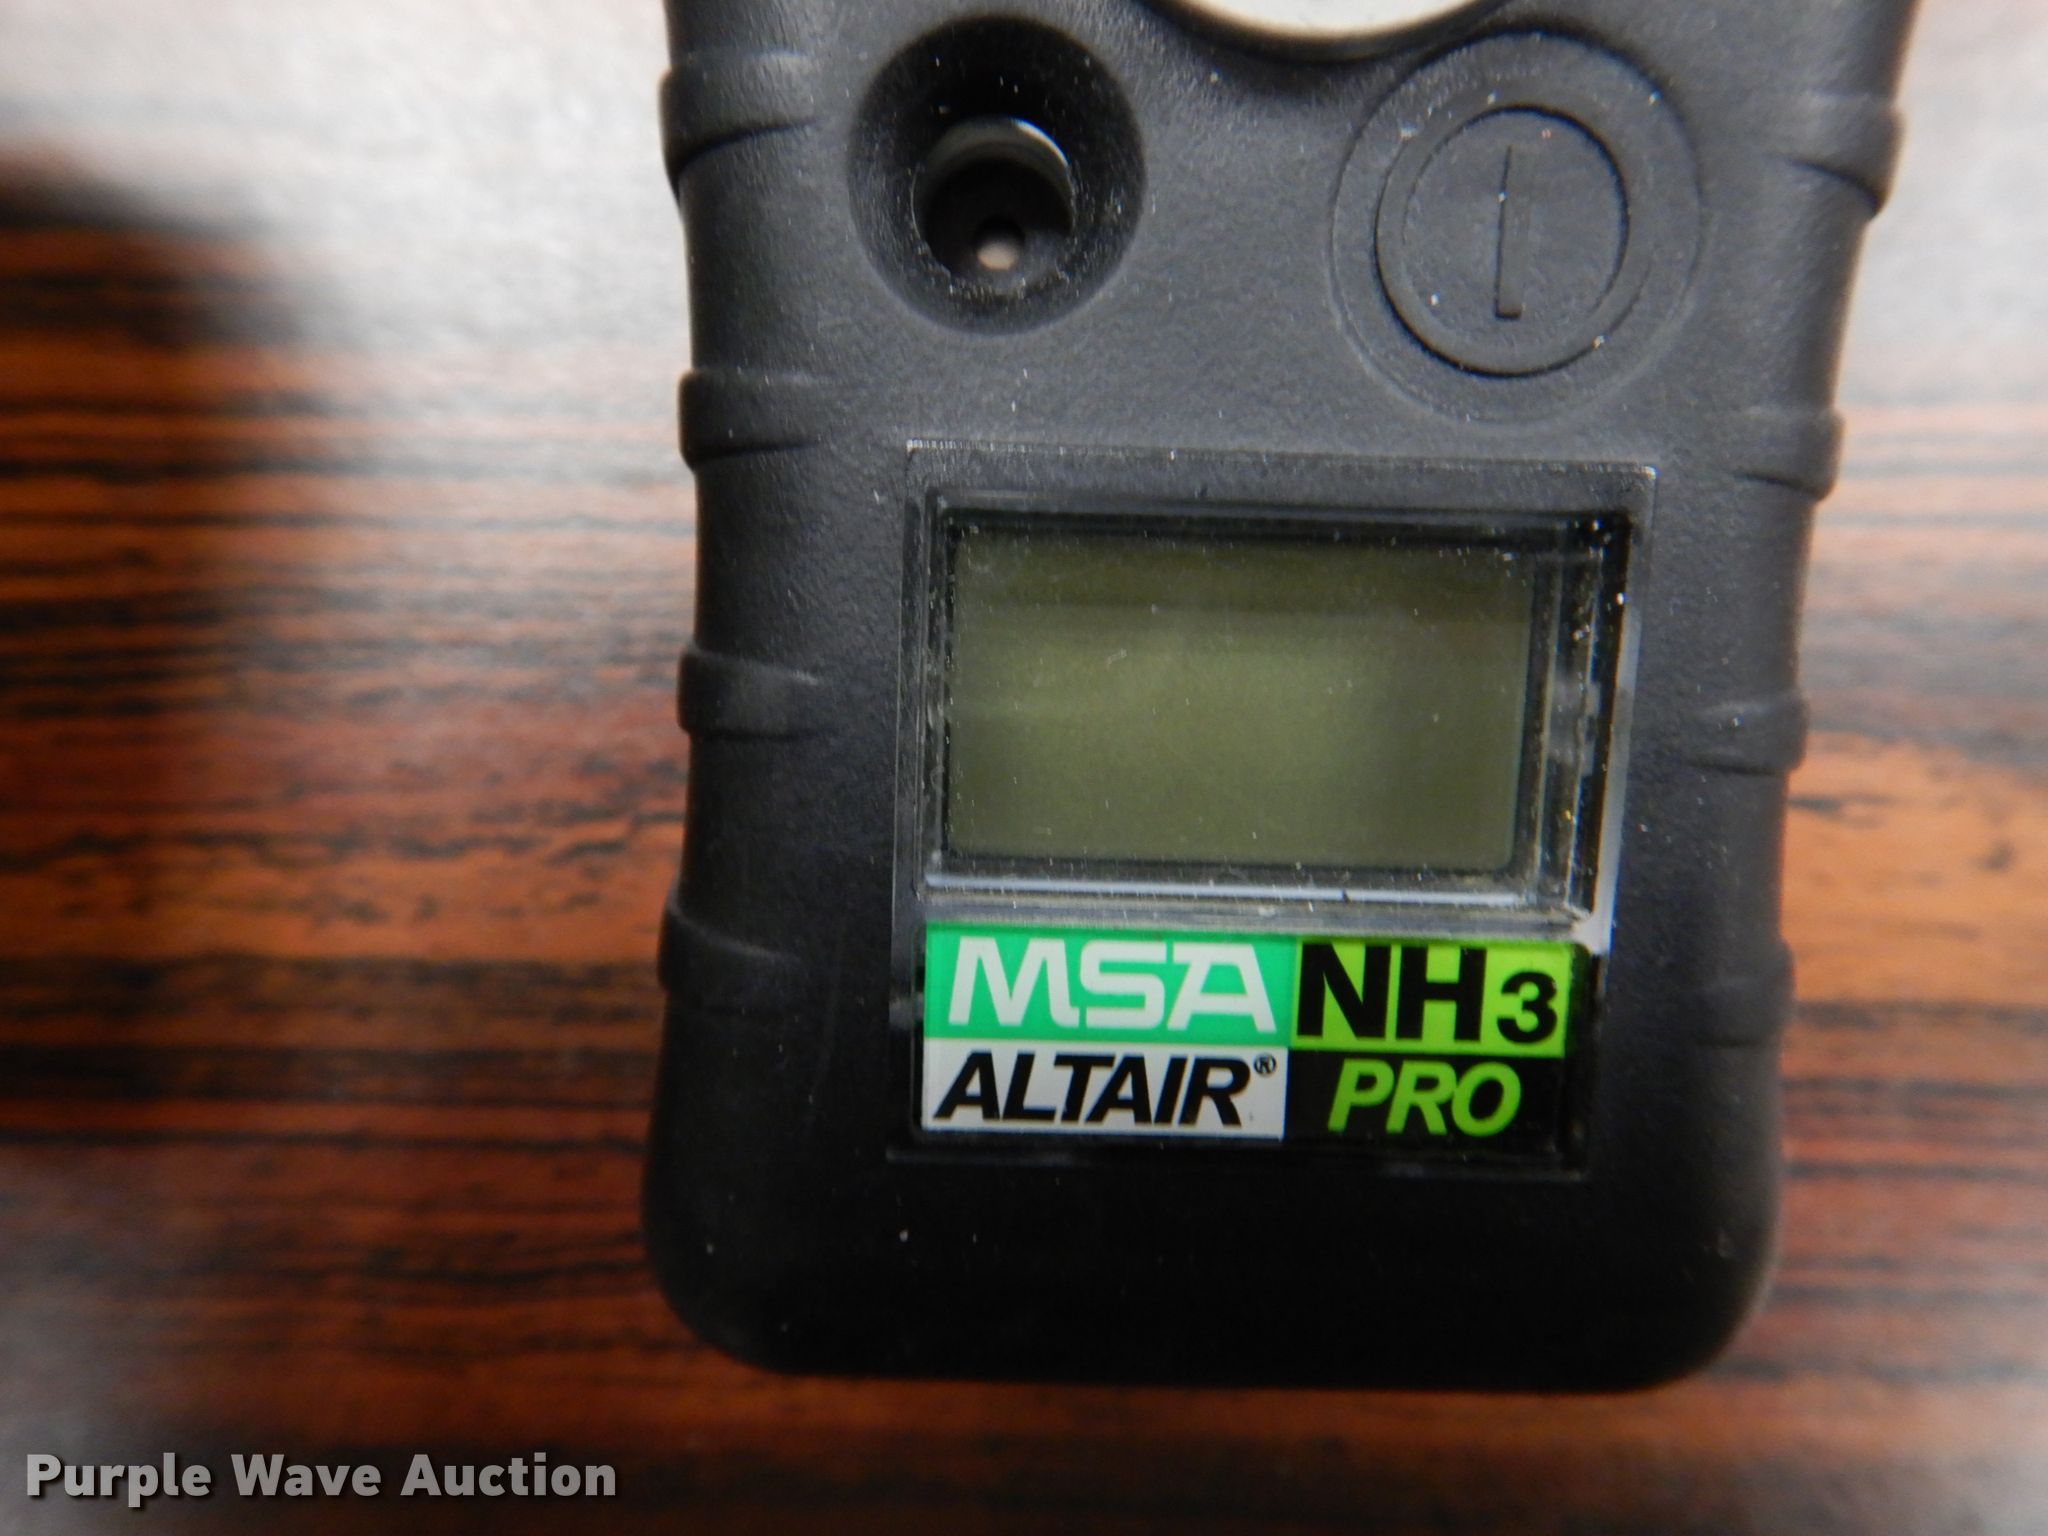 MSA NH3
ALTAIR® PRO
Purple Wave Auction